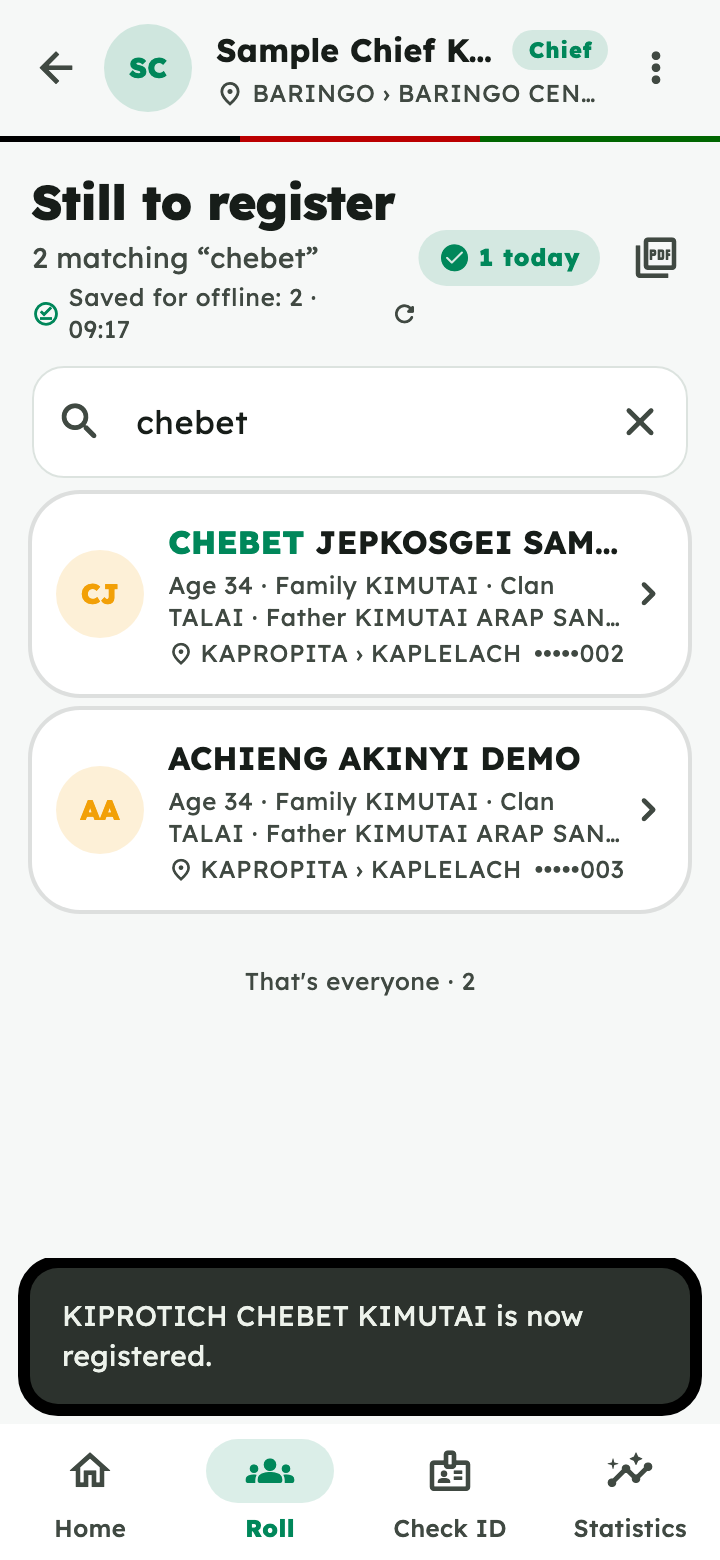 SC
Sample Chief K...
Chief
BARINGO › BARINGO CEN...
Still to register
2 matching “chebet”
1 today
PDF
Saved for offline: 2 ·
09:17
chebet
CJ
CHEBET JEPKOSGEI SAM...
Age 34 · Family KIMUTAI · Clan
TALAI · Father KIMUTAI ARAP SAN...
KAPROPITA › KAPLELACH •••••002
AA
ACHIENG AKINYI DEMO
Age 34 · Family KIMUTAI · Clan
TALAI · Father KIMUTAI ARAP SAN...
KAPROPITA › KAPLELACH •••••003
That's everyone · 2
KIPROTICH CHEBET KIMUTAI is now
registered.
Home
Roll
Check ID
Statistics